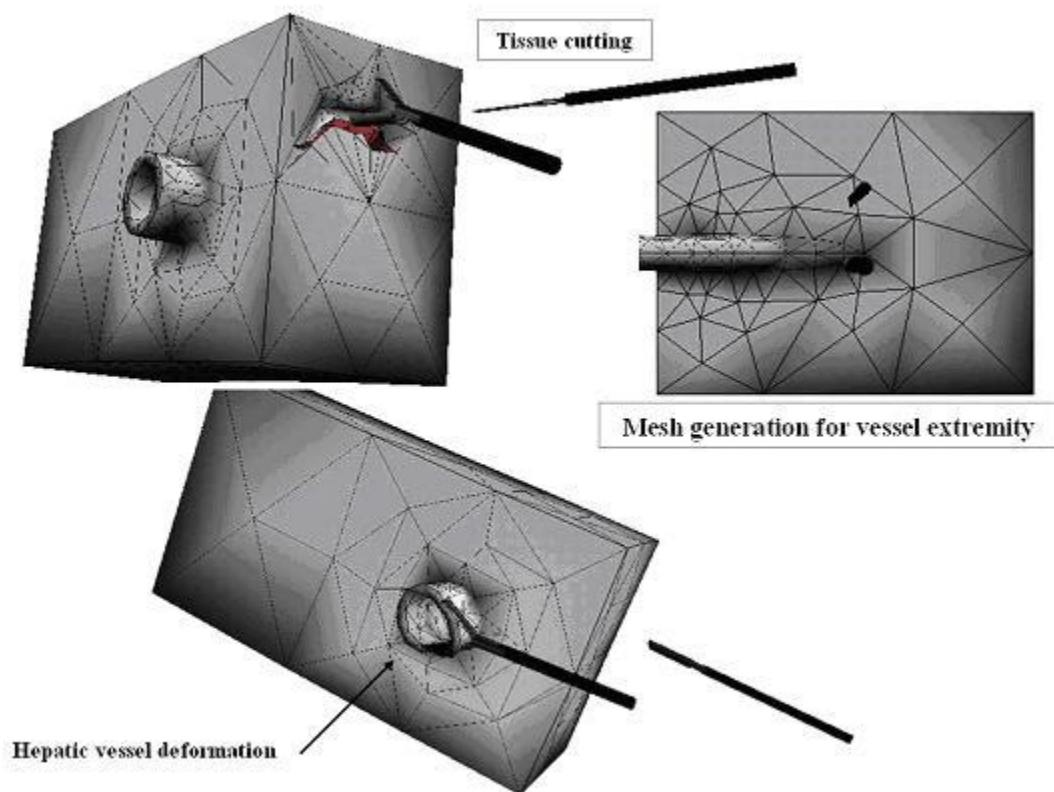 Tissue cutting
Mesh generation for vessel extremity
Hepatic vessel deformation